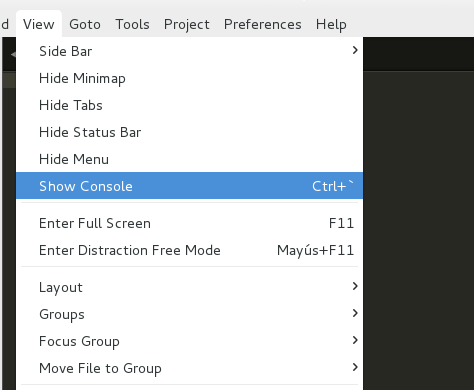 d View Goto Tools Project Preferences Help
Side Bar
Hide Minimap
Hide Tabs
Hide Status Bar
Hide Menu
Show Console Ctrl+`
Enter Full Screen F11
Enter Distraction Free Mode Mayús+F11
Layout
Groups
Focus Group
Move File to Group